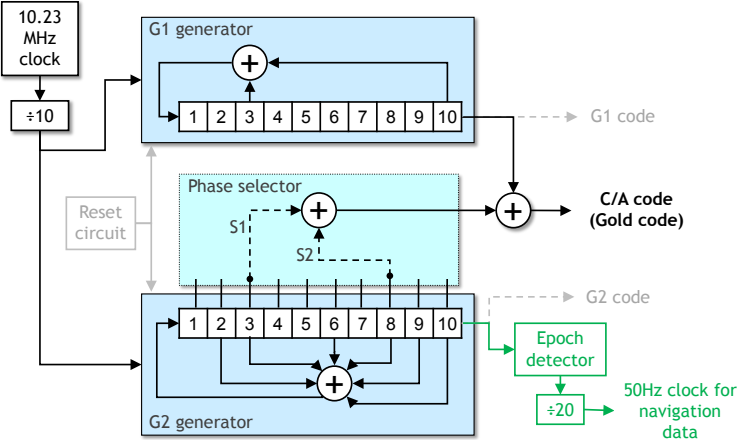 10.23
MHz
clock
÷10
G1 generator
1 2 3 4 5 6 7 8 9 10
G1 code
Phase selector
S1
S2
Reset
circuit
C/A code
(Gold code)
G2 code
1 2 3 4 5 6 7 8 9 10
G2 generator
Epoch
detector
÷20
50Hz clock for
navigation
data